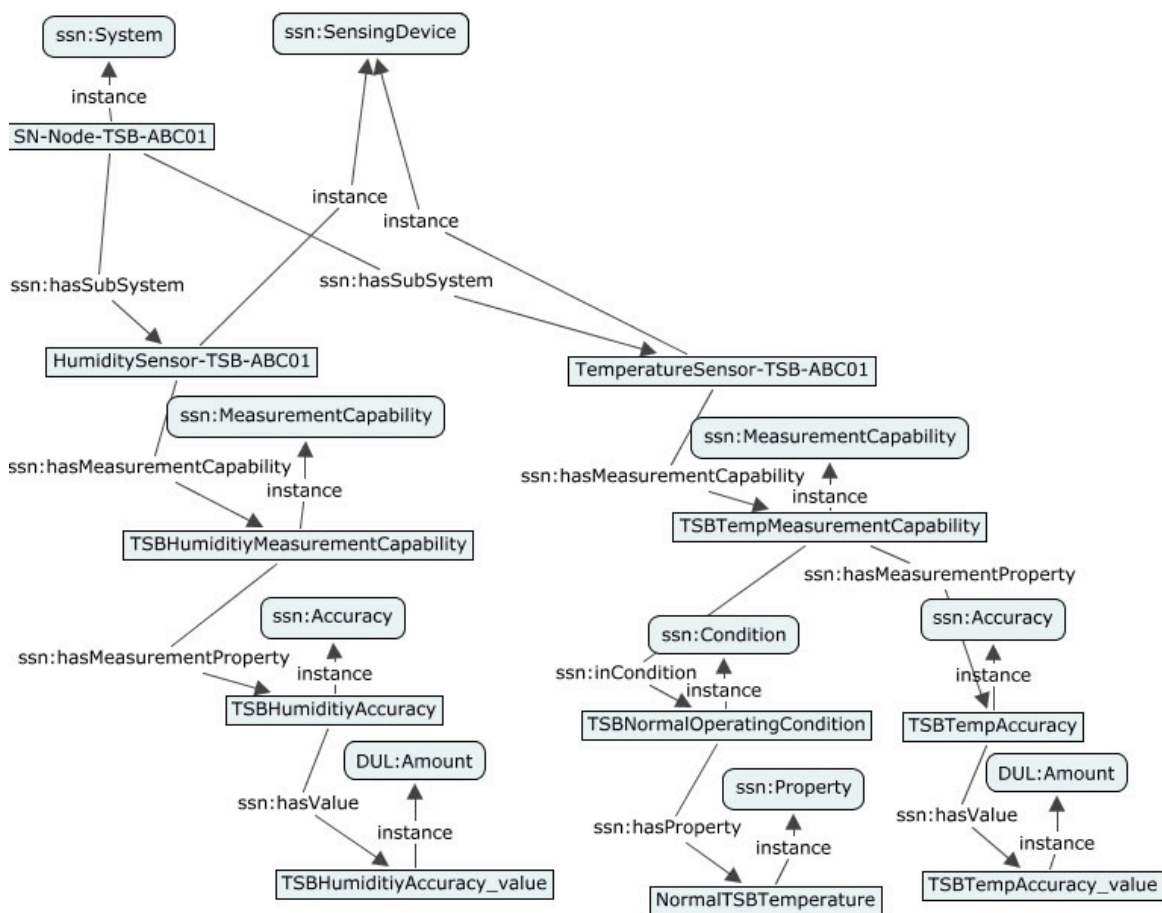 ssn:System
ssn:SensingDevice
instance
SN-Node-TSB-ABC01
instance
instance
ssn:hasSubSystem
ssn:hasSubSystem
HumiditySensor-TSB-ABC01
TemperatureSensor-TSB-ABC01
ssn:MeasurementCapability
ssn:MeasurementCapability
ssn:hasMeasurementCapability
ssn:hasMeasurementCapability
instance
instance
TSBHumiditiyMeasurementCapability
TSBTempMeasurementCapability
ssn:hasMeasurementProperty
ssn:Accuracy
ssn:Condition
ssn:Accuracy
ssn:hasMeasurementProperty
instance
ssn:inCondition
instance
instance
TSBHumiditiyAccuracy
TSBNormalOperatingCondition
TSBTempAccuracy
DUL:Amount
ssn:Property
DUL:Amount
ssn:hasValue
instance
ssn:hasProperty
instance
ssn:hasValue
instance
TSBHumiditiyAccuracy_value
NormalTSBTemperature
TSBTempAccuracy_value